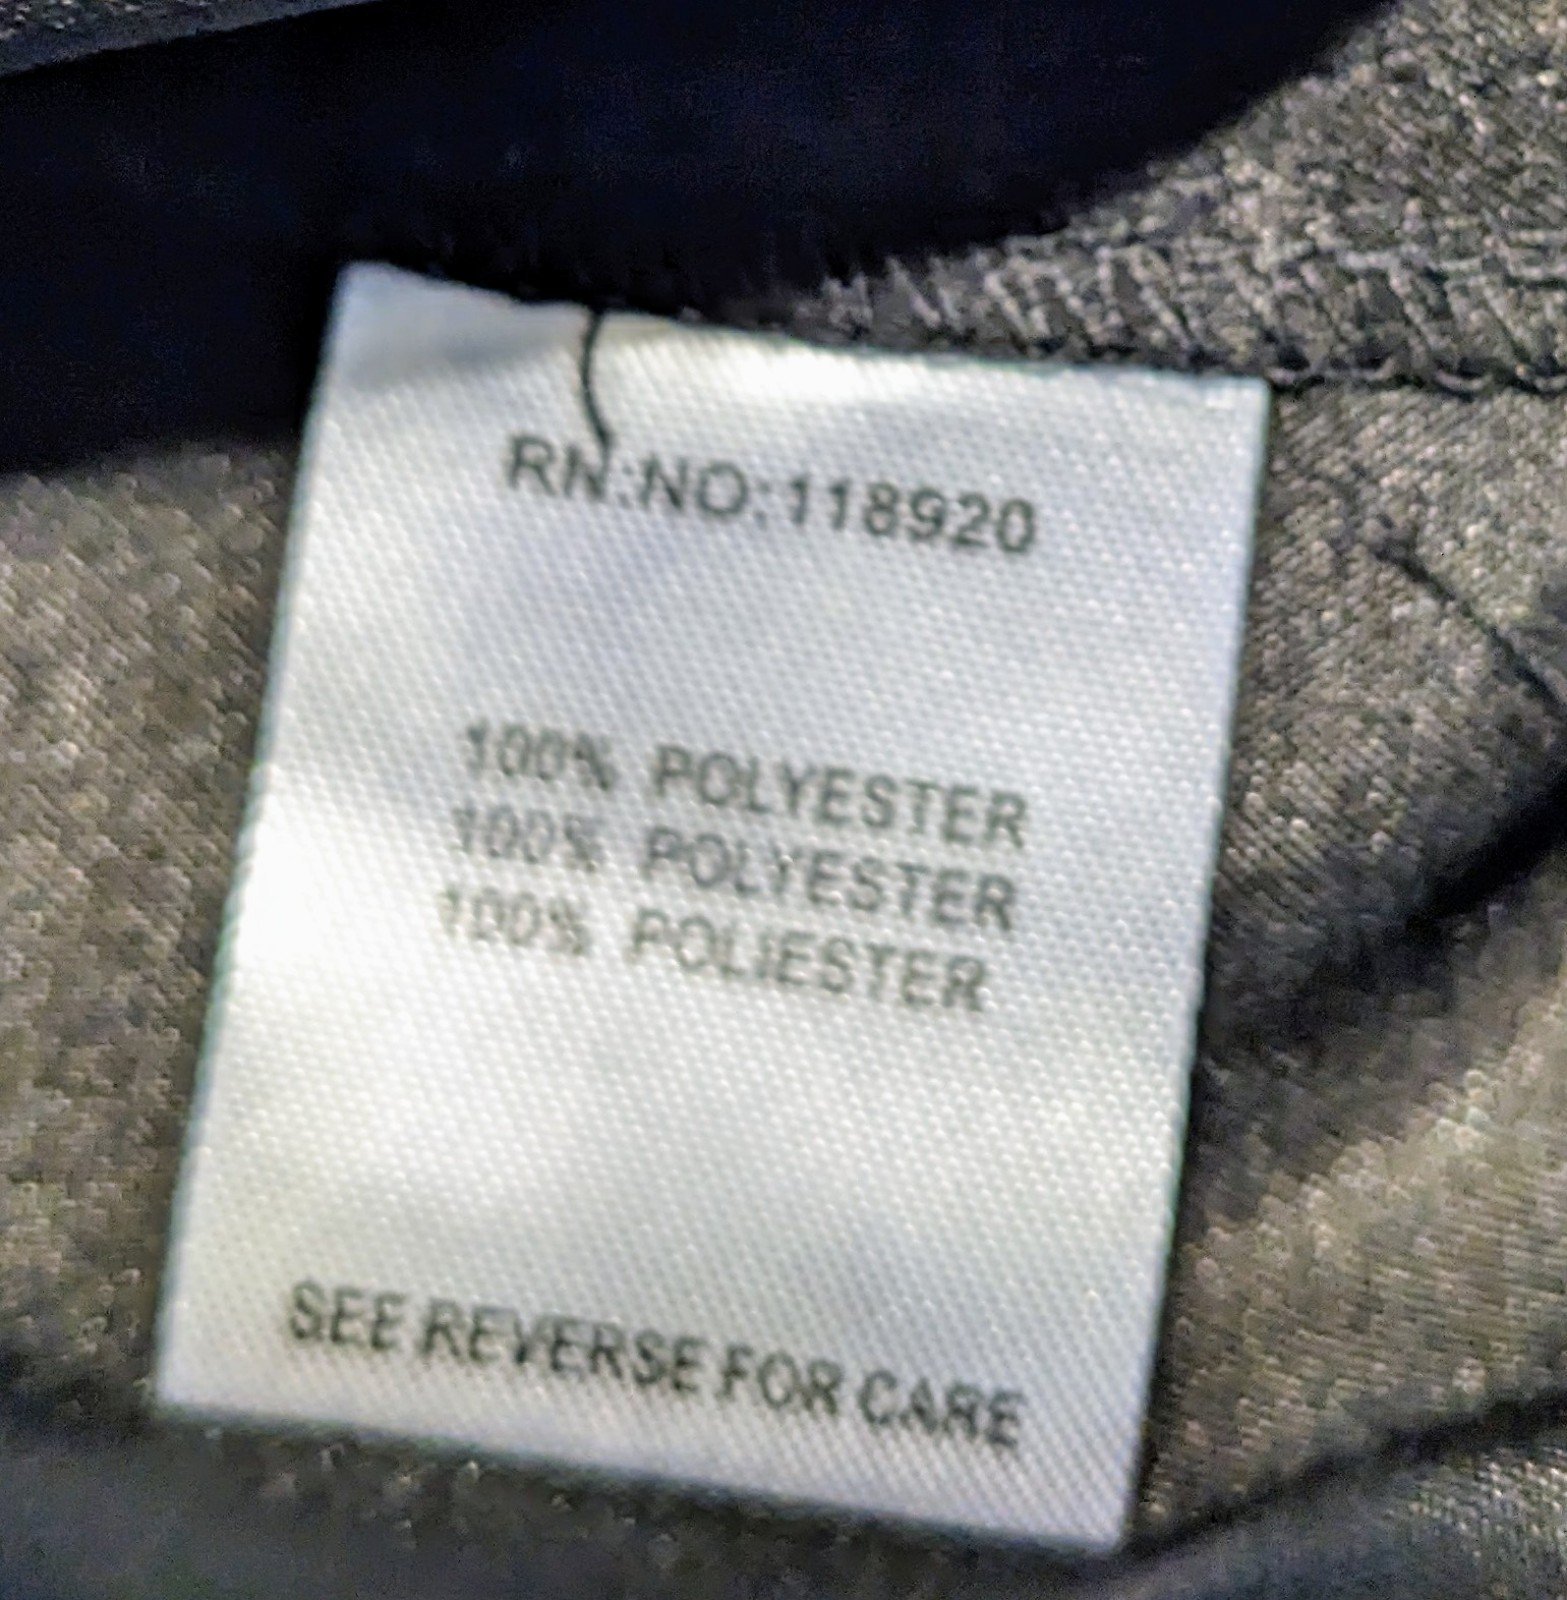 RN:NO:118920
100% POLYESTER
100% POLYESTER
100% POLIESTER
SEE REVERSE FOR CARE